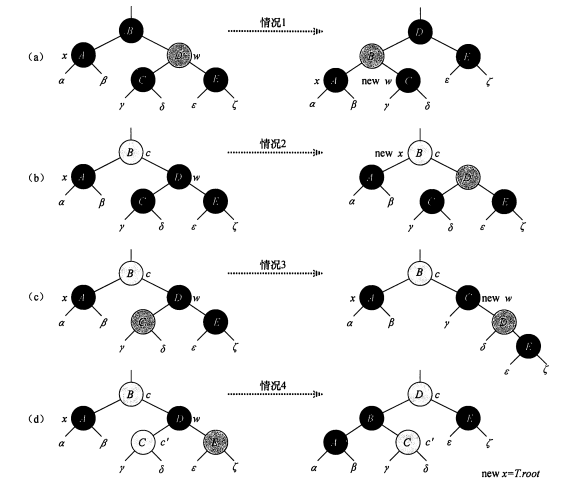 情况1
B D
(a) x A D w B E
C E x A new w C ε ζ
α β γ δ ε ζ α β γ δ
情况2
B c new x B c
(b) x A D w A D
α β C E α β C E
γ δ ε ζ γ δ ε ζ
情况3
B c B c
(c) x A D w x A C new w
α β C E α β γ D
γ δ ε ζ δ E
ε ζ
情况4
B c D c
(d) x A D w B E
α β C c′ E A C c′ ε ζ
γ δ ε ζ α β γ δ
new x=T.root